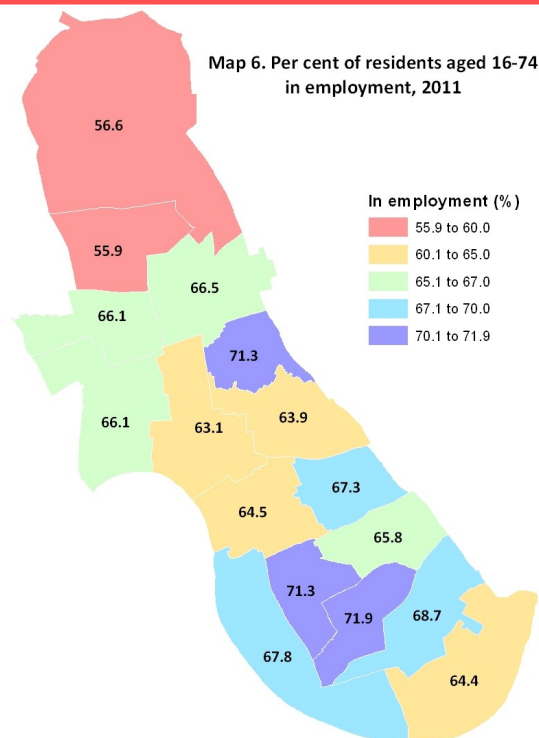 Map 6. Per cent of residents aged 16-74
in employment, 2011
56.6
In employment (%)
55.9 to 60.0
60.1 to 65.0
65.1 to 67.0
67.1 to 70.0
70.1 to 71.9
55.9
66.5
66.1
71.3
66.1
63.1
63.9
67.3
64.5
65.8
71.3
71.9
68.7
67.8
64.4